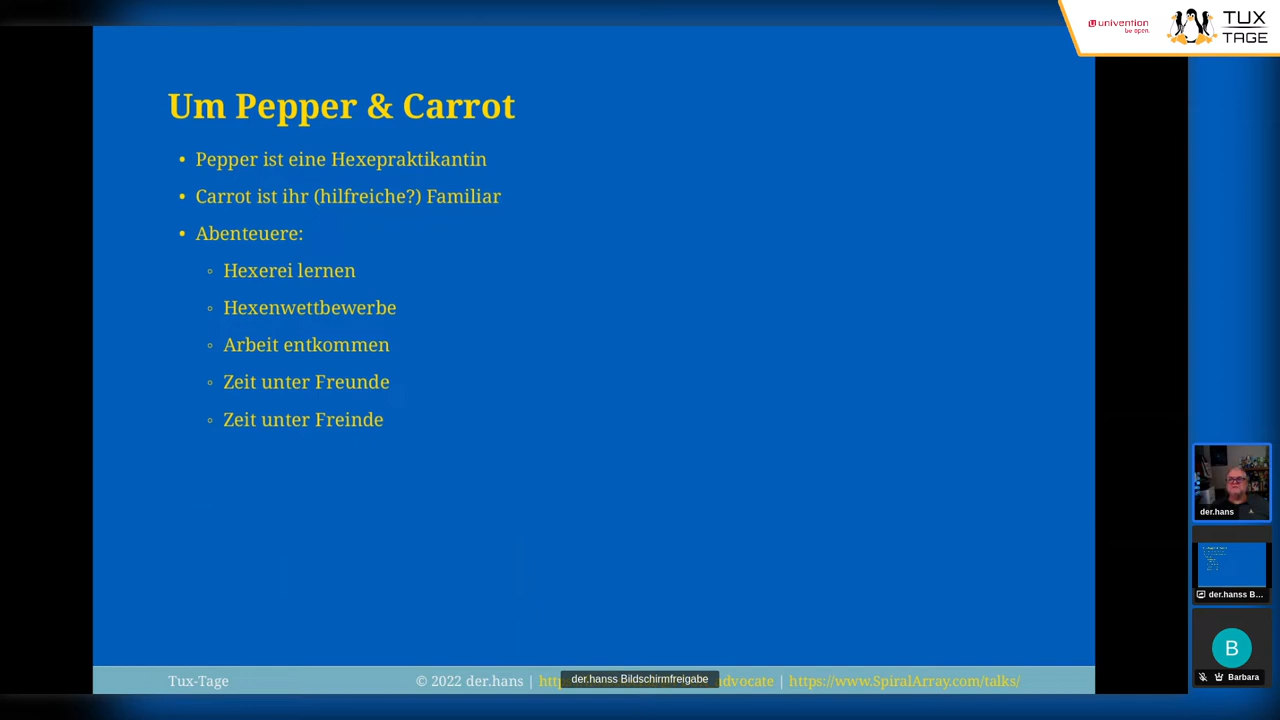 univention
be open.
TUX
TAGE
Um Pepper & Carrot
• Pepper ist eine Hexepraktikantin
• Carrot ist ihr (hilfreiche?) Familiar
• Abenteuere:
◦ Hexerei lernen
◦ Hexenwettbewerbe
◦ Arbeit entkommen
◦ Zeit unter Freunde
◦ Zeit unter Freinde
der.hans
der.hanss B...
B
Barbara
Tux-Tage
© 2022 der.hans | | https://www.SpiralArray.com/talks/
der.hanss Bildschirmfreigabe